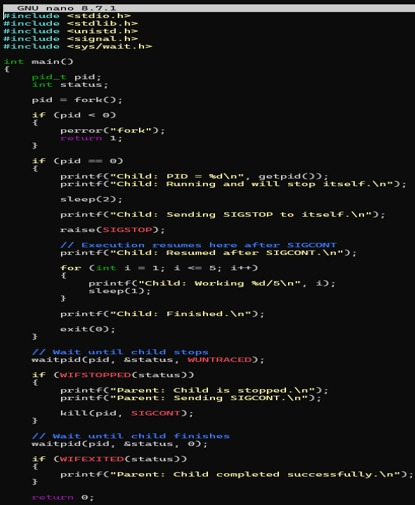 GNU nano 8.7.1
#include <stdio.h>
#include <stdlib.h>
#include <unistd.h>
#include <signal.h>
#include <sys/wait.h>
int main()
{
    pid_t pid;
    int status;
    pid = fork();
    if (pid < 0)
    {
        perror("fork");
        return 1;
    }
    if (pid == 0)
    {
        printf("Child: PID = %d\n", getpid());
        printf("Child: Running and will stop itself.\n");
        sleep(2);
        printf("Child: Sending SIGSTOP to itself.\n");
        raise(SIGSTOP);
        // Execution resumes here after SIGCONT
        printf("Child: Resumed after SIGCONT.\n");
        for (int i = 1; i <= 5; i++)
        {
            printf("Child: Working %d/5\n", i);
            sleep(1);
        }
        printf("Child: Finished.\n");
        exit(0);
    }
    // Wait until child stops
    waitpid(pid, &status, WUNTRACED);
    if (WIFSTOPPED(status))
    {
        printf("Parent: Child is stopped.\n");
        printf("Parent: Sending SIGCONT.\n");
        kill(pid, SIGCONT);
    }
    // Wait until child finishes
    waitpid(pid, &status, 0);
    if (WIFEXITED(status))
    {
        printf("Parent: Child completed successfully.\n");
    }
    return 0;